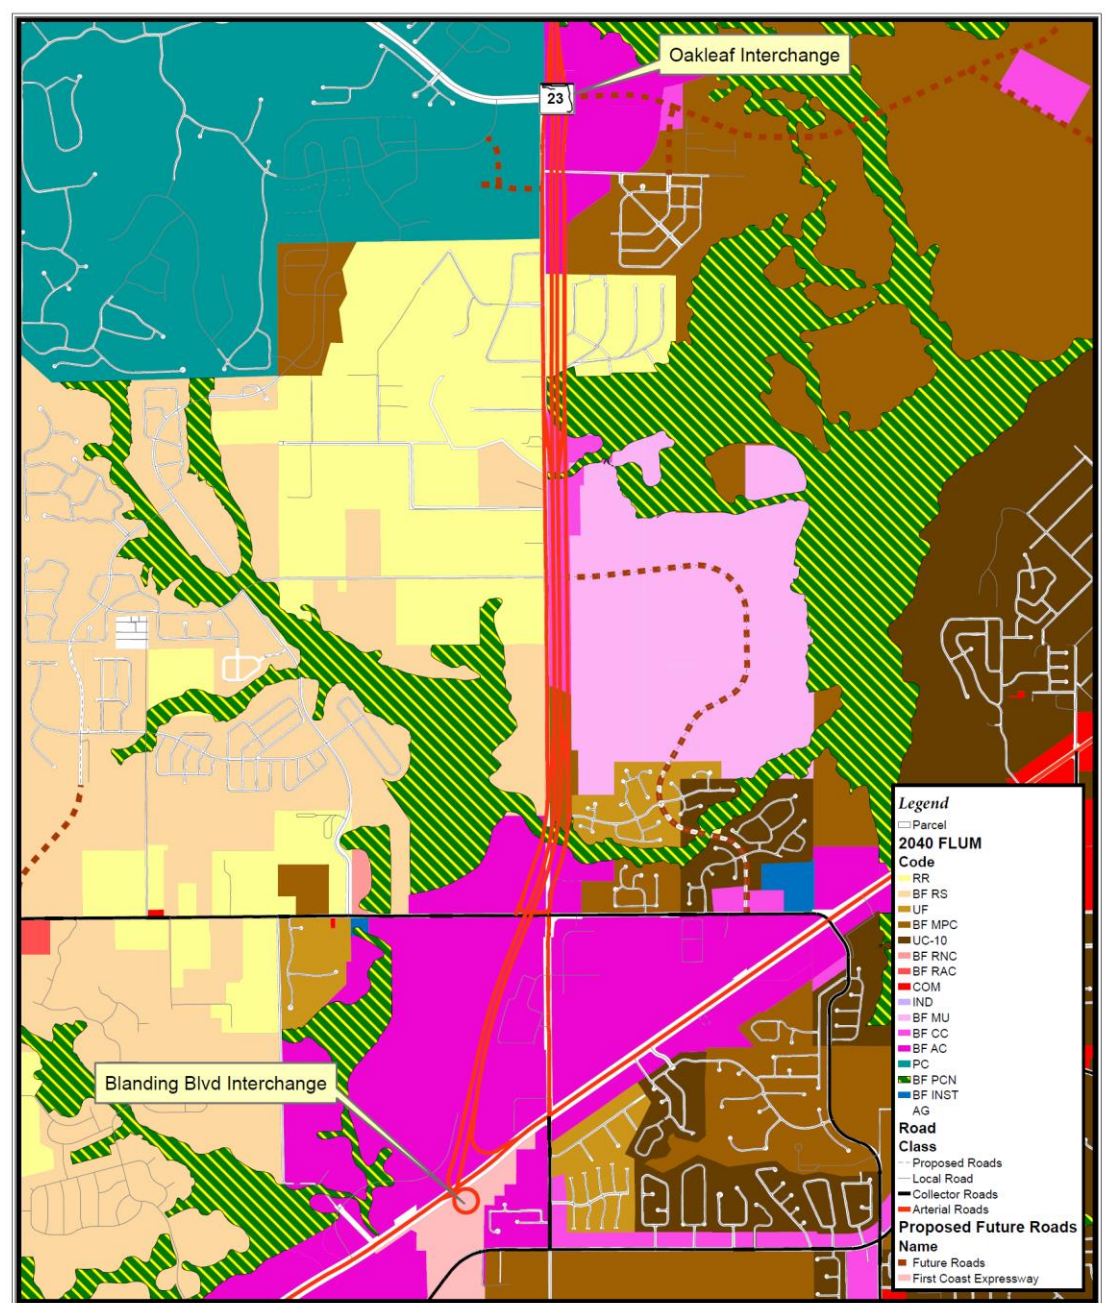 Oakleaf Interchange
23
Blanding Blvd Interchange
Legend
Parcel
2040 FLUM
Code
RR
BF RS
UF
BF MPC
UC-10
BF RNC
BF RAC
COM
IND
BF MU
BF CC
BF AC
PC
BF PCN
BF INST
AG
Road
Class
Proposed Roads
Local Road
Collector Roads
Arterial Roads
Proposed Future Roads
Name
Future Roads
First Coast Expressway